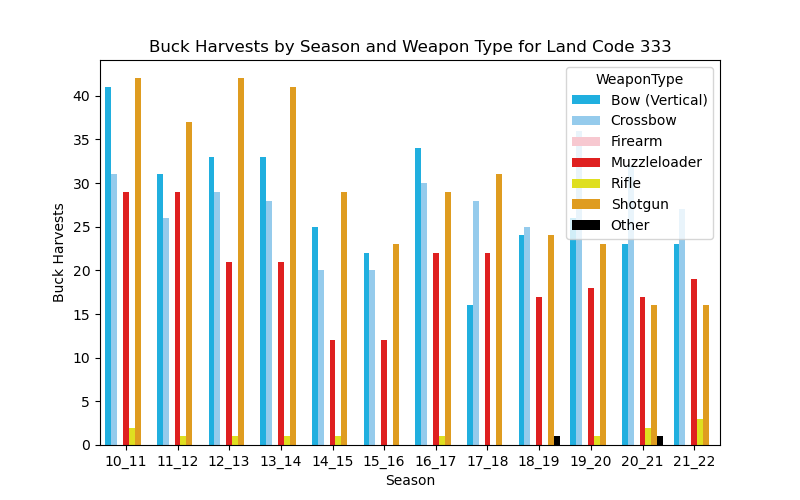 Buck Harvests by Season and Weapon Type for Land Code 333
WeaponType
Bow (Vertical)
Crossbow
Firearm
Muzzleloader
Rifle
Shotgun
Other
Buck Harvests
40
35
30
25
20
15
10
5
0
10_11 11_12 12_13 13_14 14_15 15_16 16_17 17_18 18_19 19_20 20_21 21_22
Season